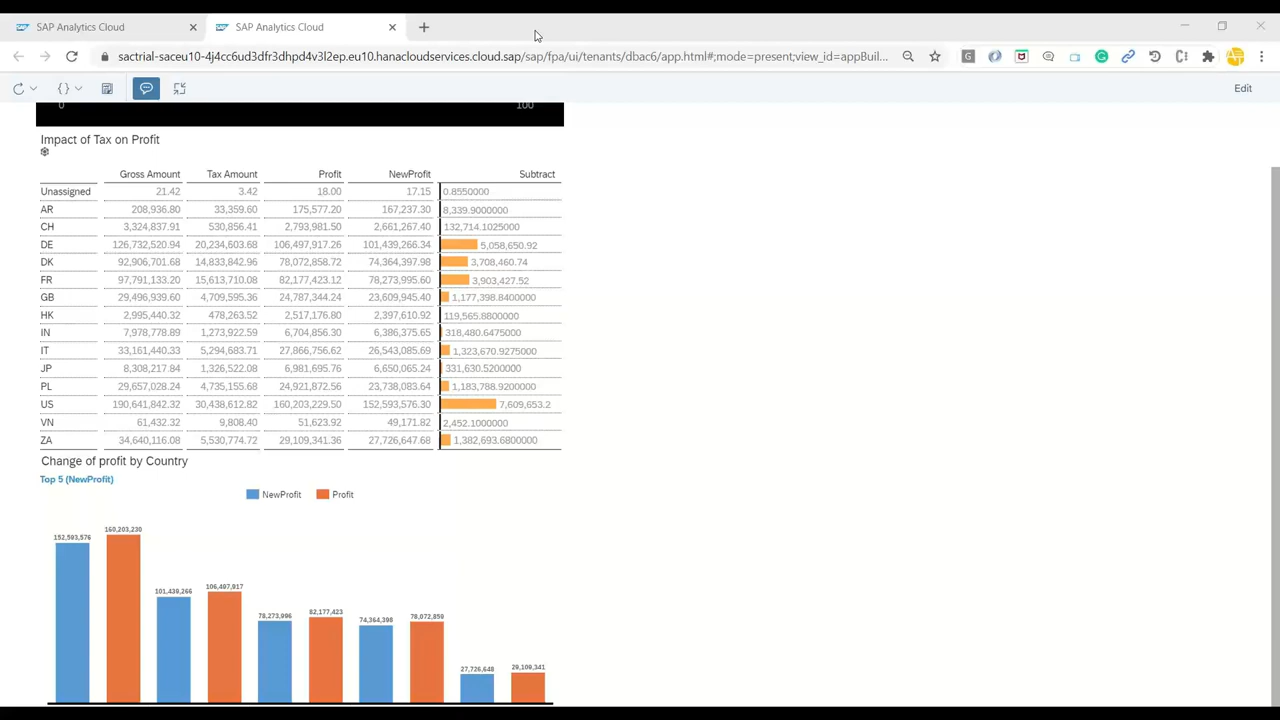 SAP Analytics Cloud
SAP Analytics Cloud
sactrial-saceu10-4j4cc6ud3dfr3dhpd4v3l2ep.eu10.hanacloudservices.cloud.sap/sap/fpa/ui/tenants/dbac6/app.html#;mode=present;view_id=appBuil...
Edit
0 100
Impact of Tax on Profit
Gross Amount Tax Amount Profit NewProfit Subtract
Unassigned 21.42 3.42 18.00 17.15 0.8550000
AR 208,936.80 33,359.60 175,577.20 167,237.30 8,339.9000000
CH 3,324,837.91 530,856.41 2,793,981.50 2,661,267.40 132,714.1025000
DE 126,732,520.94 20,234,603.68 106,497,917.26 101,439,266.34 5,058,650.92
DK 92,906,701.68 14,833,842.96 78,072,858.72 74,364,397.98 3,708,460.74
FR 97,791,133.20 15,613,710.08 82,177,423.12 78,273,995.60 3,903,427.52
GB 29,496,939.60 4,709,595.36 24,787,344.24 23,609,945.40 1,177,398.8400000
HK 2,995,440.32 478,263.52 2,517,176.80 2,397,610.92 119,565.8800000
IN 7,978,778.89 1,273,922.59 6,704,856.30 6,386,375.65 318,480.6475000
IT 33,161,440.33 5,294,683.71 27,866,756.62 26,543,085.69 1,323,670.9275000
JP 8,308,217.84 1,326,522.08 6,981,695.76 6,650,065.24 331,630.5200000
PL 29,657,028.24 4,735,155.68 24,921,872.56 23,738,083.64 1,183,788.9200000
US 190,641,842.32 30,438,612.82 160,203,229.50 152,593,576.30 7,609,653.2
VN 61,432.32 9,808.40 51,623.92 49,171.82 2,452.1000000
ZA 34,640,116.08 5,530,774.72 29,109,341.36 27,726,647.68 1,382,693.6800000
Change of profit by Country
Top 5 (NewProfit)
NewProfit Profit
152,593,576 160,203,230
101,439,266 106,497,917
78,273,996 82,177,423
74,364,398 78,072,859
27,726,648 29,109,341